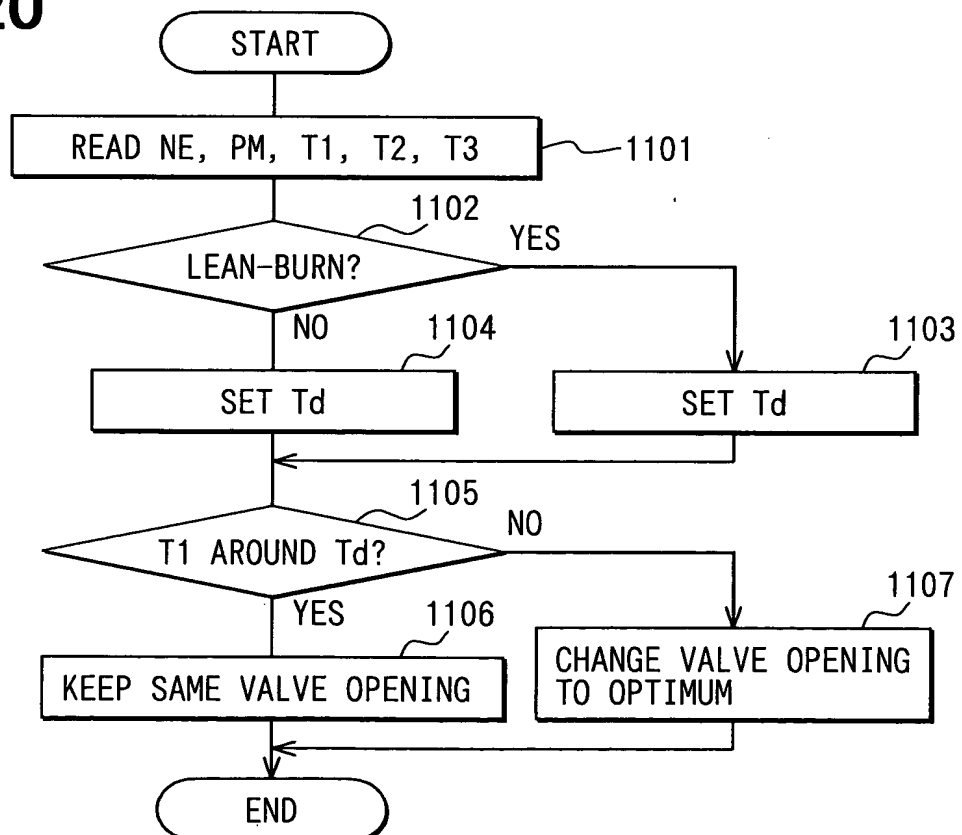 20
START
READ NE, PM, T1, T2, T3
1101
1102
LEAN-BURN?
YES
NO
1104
1103
SET Td
SET Td
1105
T1 AROUND Td?
NO
YES
1106
1107
KEEP SAME VALVE OPENING
CHANGE VALVE OPENING
TO OPTIMUM
END